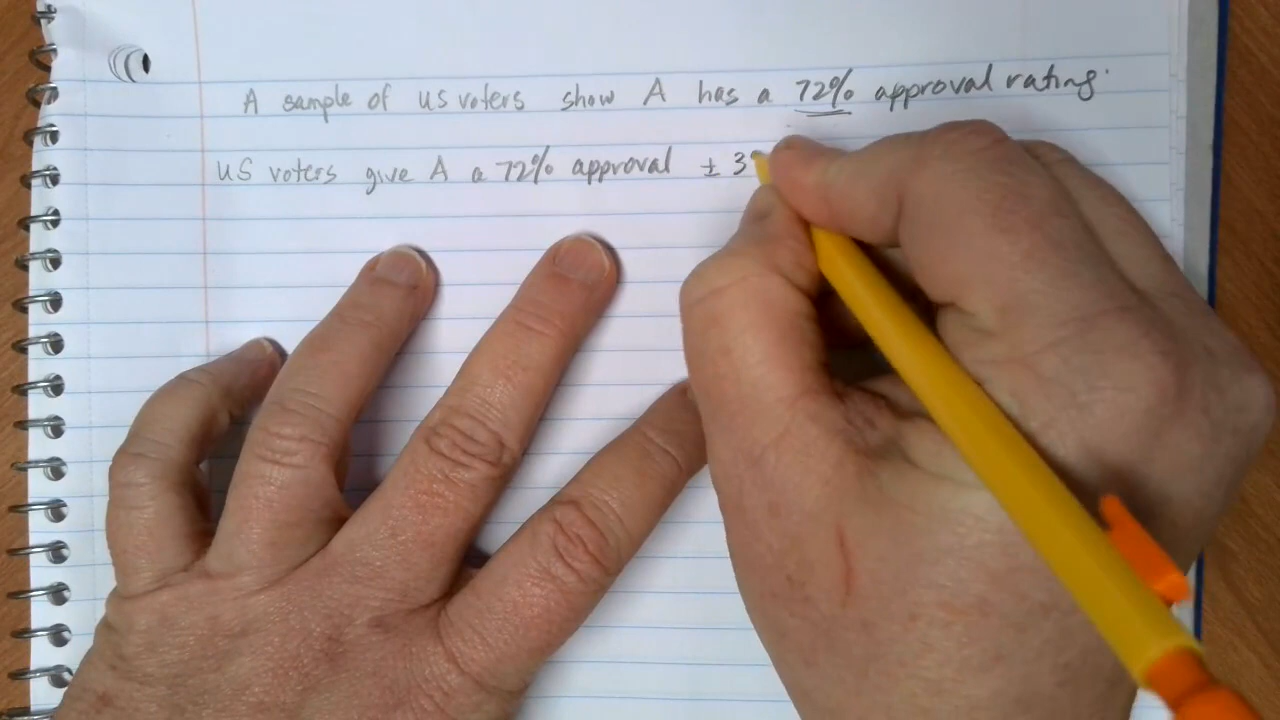 A sample of US voters show A has a 72% approval rating.
US voters give A a 72% approval ± 3